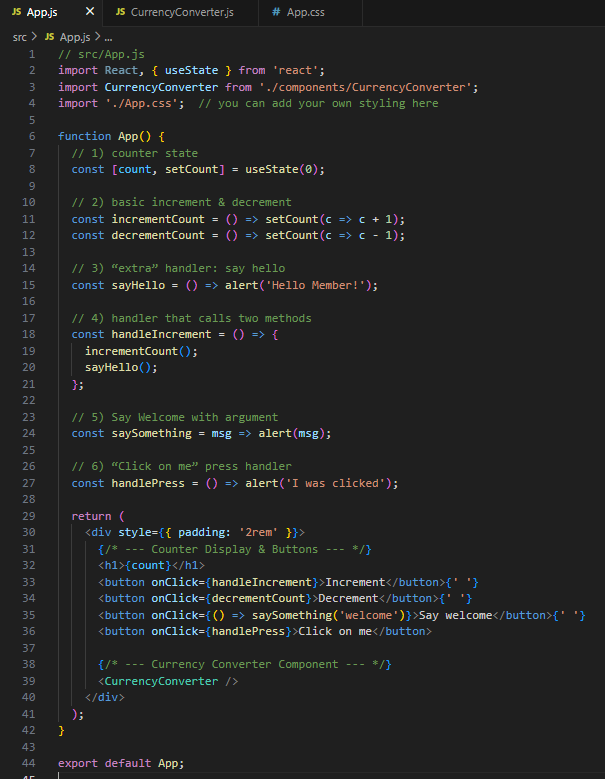 JS App.js × JS CurrencyConverter.js # App.css
src > JS App.js > ...
1 // src/App.js
2 import React, { useState } from 'react';
3 import CurrencyConverter from './components/CurrencyConverter';
4 import './App.css';  // you can add your own styling here
5
6 function App() {
7   // 1) counter state
8   const [count, setCount] = useState(0);
9
10   // 2) basic increment & decrement
11   const incrementCount = () => setCount(c => c + 1);
12   const decrementCount = () => setCount(c => c - 1);
13
14   // 3) “extra” handler: say hello
15   const sayHello = () => alert('Hello Member!');
16
17   // 4) handler that calls two methods
18   const handleIncrement = () => {
19     incrementCount();
20     sayHello();
21   };
22
23   // 5) Say Welcome with argument
24   const saySomething = msg => alert(msg);
25
26   // 6) “Click on me” press handler
27   const handlePress = () => alert('I was clicked');
28
29   return (
30     <div style={{ padding: '2rem' }}>
31       {/* --- Counter Display & Buttons --- */}
32       <h1>{count}</h1>
33       <button onClick={handleIncrement}>Increment</button>{' '}
34       <button onClick={decrementCount}>Decrement</button>{' '}
35       <button onClick={() => saySomething('welcome')}>Say welcome</button>{' '}
36       <button onClick={handlePress}>Click on me</button>
37
38       {/* --- Currency Converter Component --- */}
39       <CurrencyConverter />
40     </div>
41   );
42 }
43
44 export default App;
45